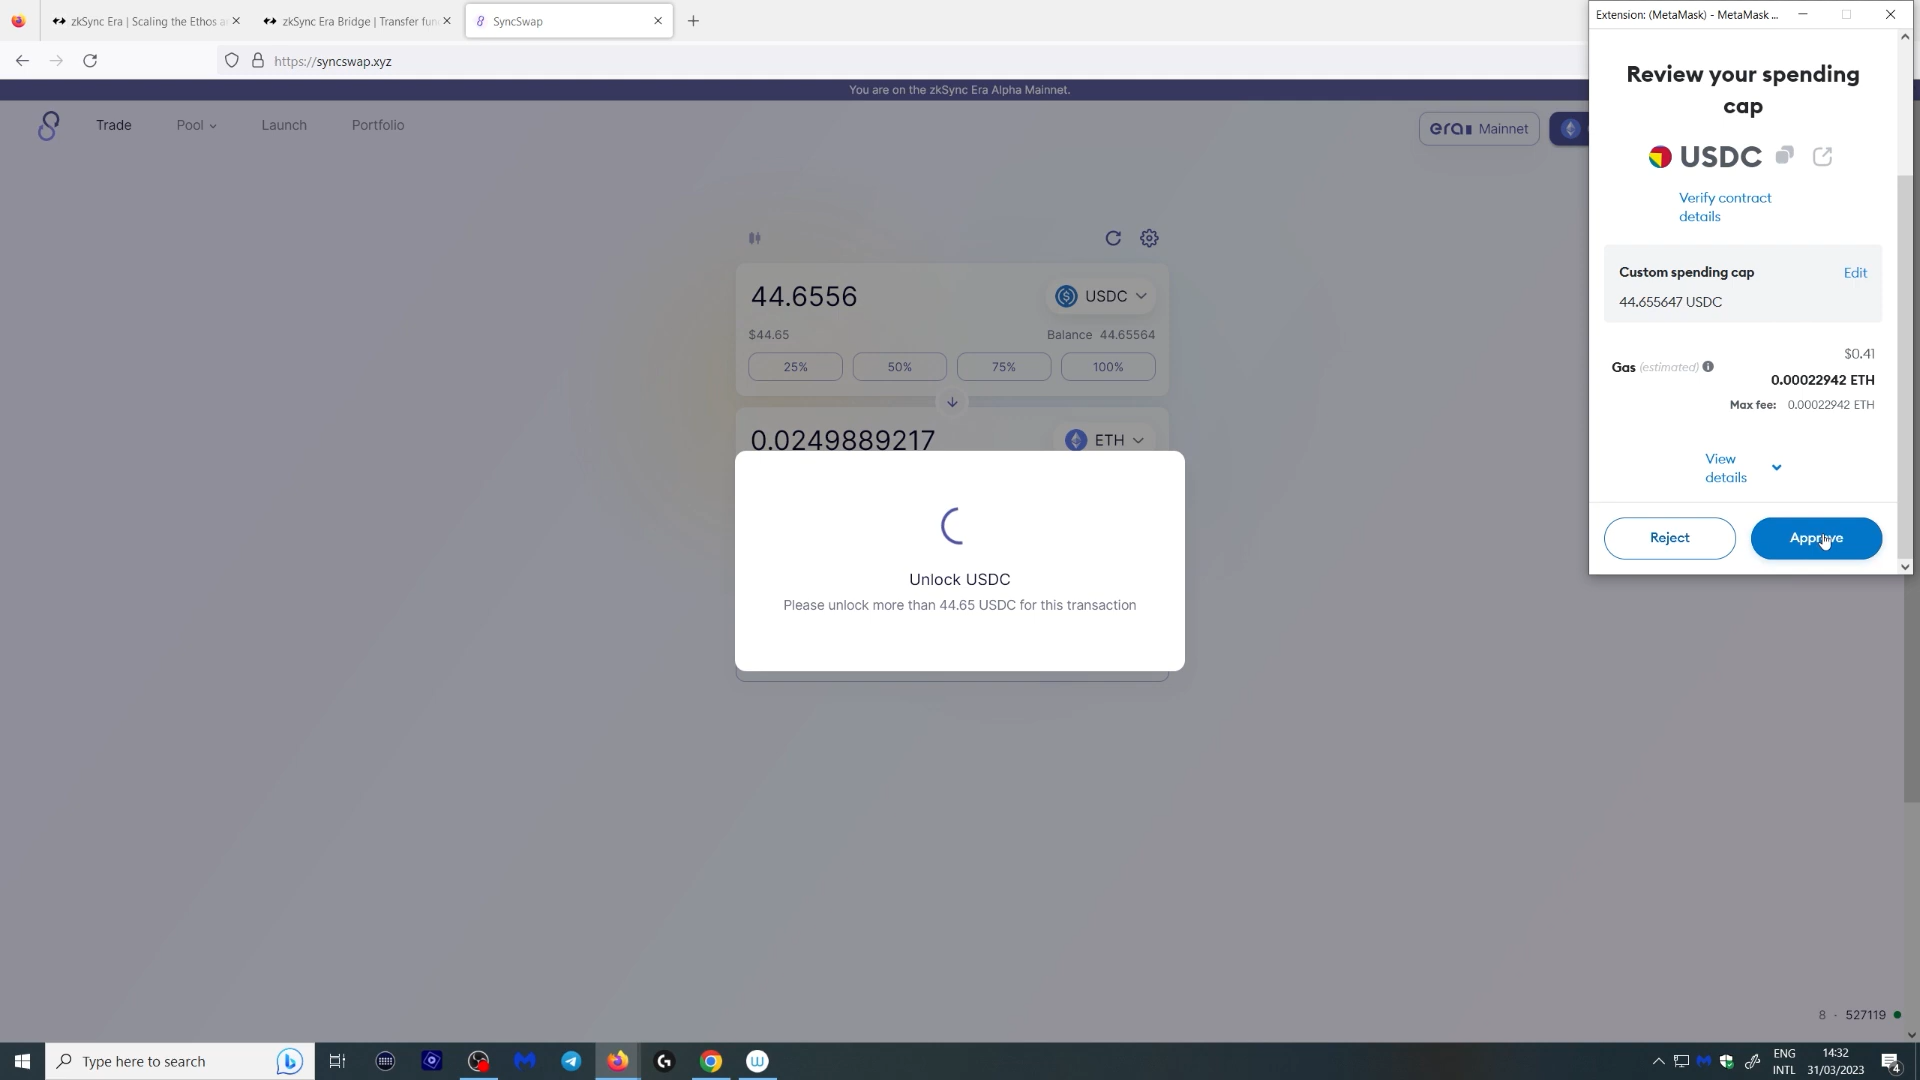 zkSync Era | Scaling the Ethos a
zkSync Era Bridge | Transfer fun
SyncSwap
https://syncswap.xyz
You are on the zkSync Era Alpha Mainnet.
Trade
Pool
Launch
Portfolio
era Mainnet
44.6556
USDC
$44.65
Balance 44.65564
25%
50%
75%
100%
0.0249889217
ETH
Unlock USDC
Please unlock more than 44.65 USDC for this transaction
Extension: (MetaMask) - MetaMask ...
Review your spending
cap
USDC
Verify contract
details
Custom spending cap
Edit
44.655647 USDC
$0.41
Gas (estimated)
0.00022942 ETH
Max fee: 0.00022942 ETH
View
details
Reject
Approve
8 - 527119
Type here to search
ENG
INTL
14:32
31/03/2023
4